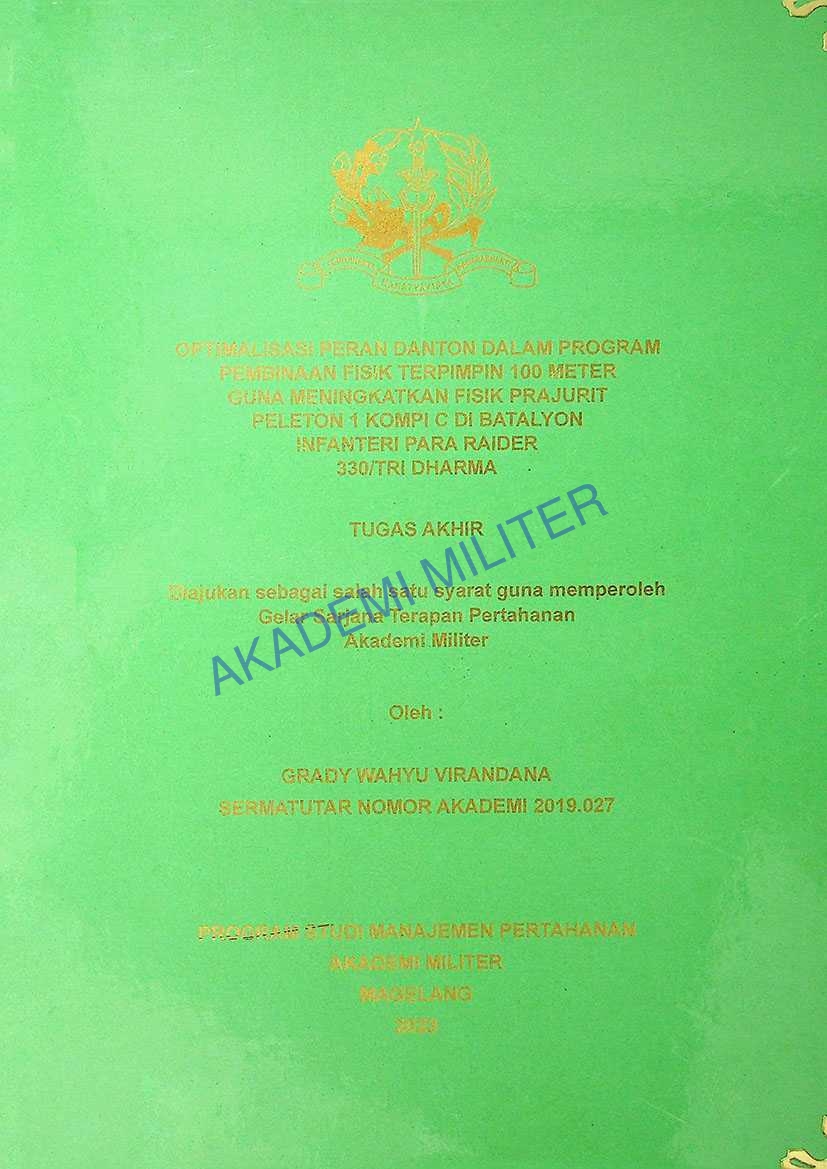 OPTIMALISASI PERAN DANTON DALAM PROGRAM
PEMBINAAN FISIK TERPIMPIN 100 METER
GUNA MENINGKATKAN FISIK PRAJURIT
PELETON 1 KOMPI C DI BATALYON
INFANTERI PARA RAIDER
330/TRI DHARMA
TUGAS AKHIR
Diajukan sebagai salah satu syarat guna memperoleh
Gelar Sarjana Terapan Pertahanan
Akademi Militer
AKADEMI MILITER
Oleh :
GRADY WAHYU VIRANDANA
SERMATUTAR NOMOR AKADEMI 2019.027
PROGRAM STUDI MANAJEMEN PERTAHANAN
AKADEMI MILITER
MAGELANG
2023